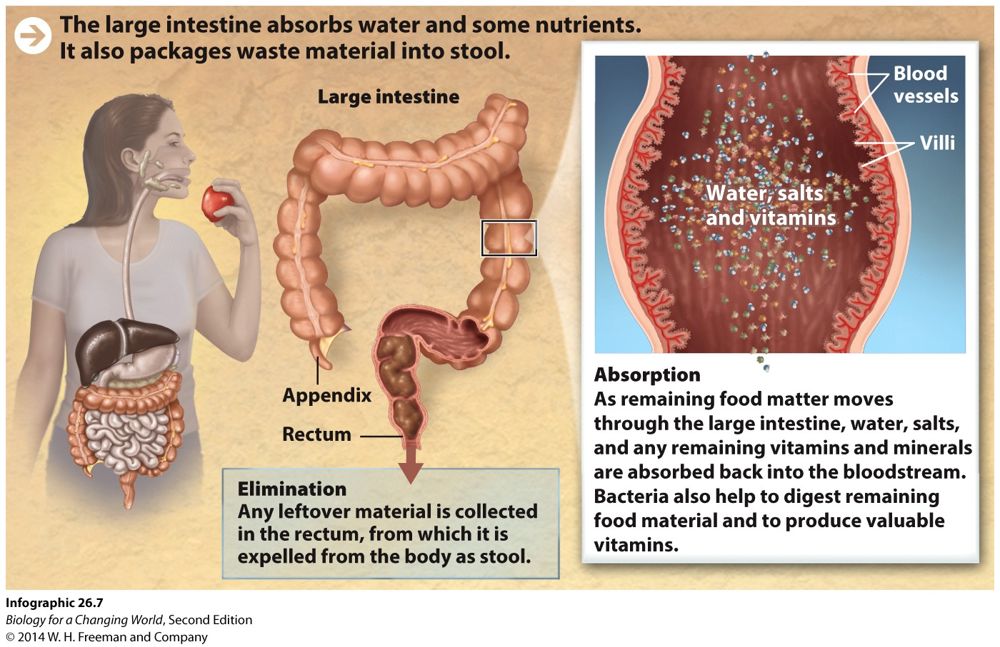 The large intestine absorbs water and some nutrients.
It also packages waste material into stool.
Large intestine
Appendix
Rectum
Elimination
Any leftover material is collected
in the rectum, from which it is
expelled from the body as stool.
Blood
vessels
Villi
Water, salts
and vitamins
Absorption
As remaining food matter moves
through the large intestine, water, salts,
and any remaining vitamins and minerals
are absorbed back into the bloodstream.
Bacteria also help to digest remaining
food material and to produce valuable
vitamins.
Infographic 26.7
Biology for a Changing World, Second Edition
© 2014 W. H. Freeman and Company